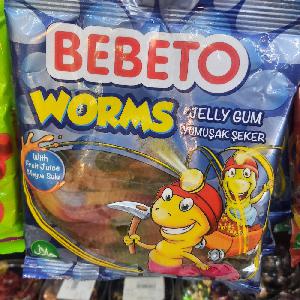 BEBETO
WORMS
JELLY GUM
YUMUŞAK ŞEKER
With
Fruit Juice
Meyve Sulu